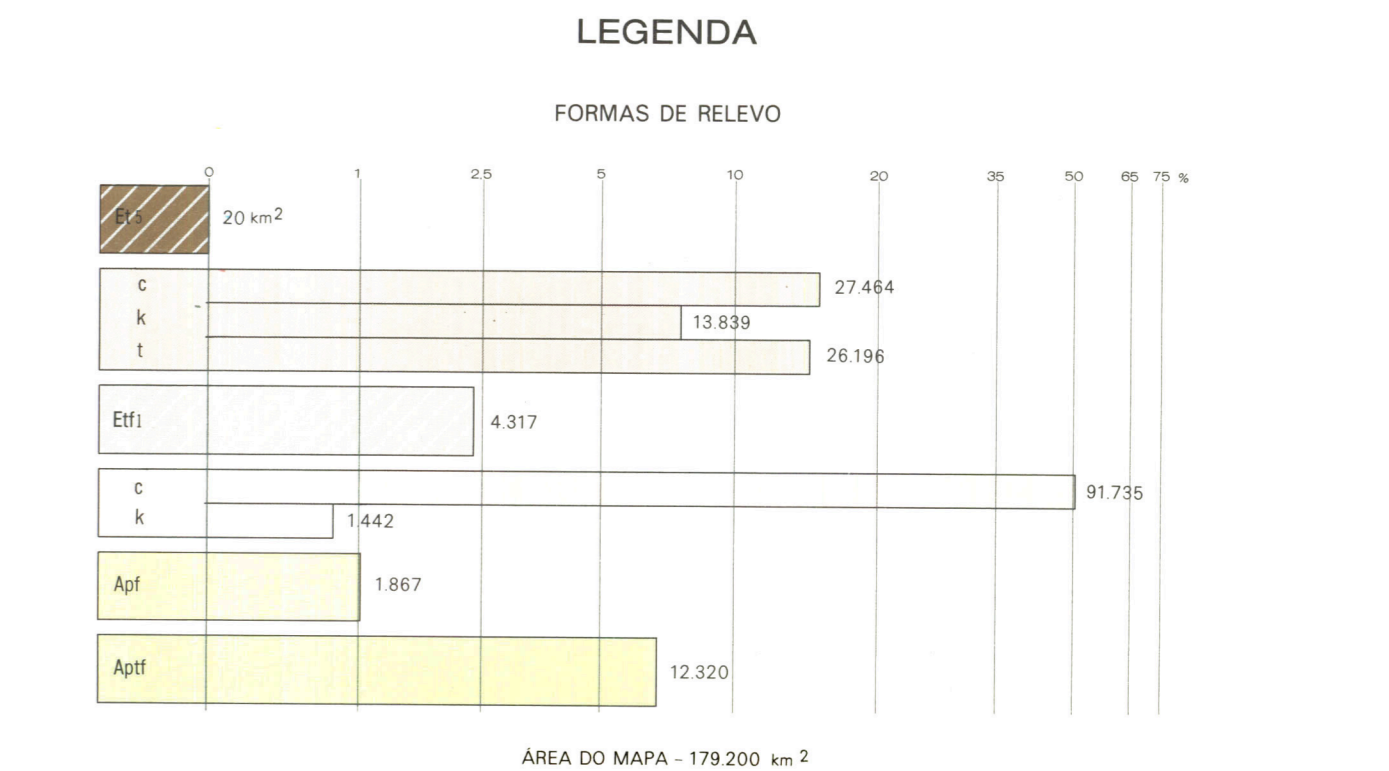 LEGENDA
FORMAS DE RELEVO
0 1 2.5 5 10 20 35 50 65 75 %
Et5 20 km2
c 27.464
k 13.839
t 26.196
Etf1 4.317
c 91.735
k 1.442
Apf 1.867
Aptf 12.320
ÁREA DO MAPA – 179.200 km 2